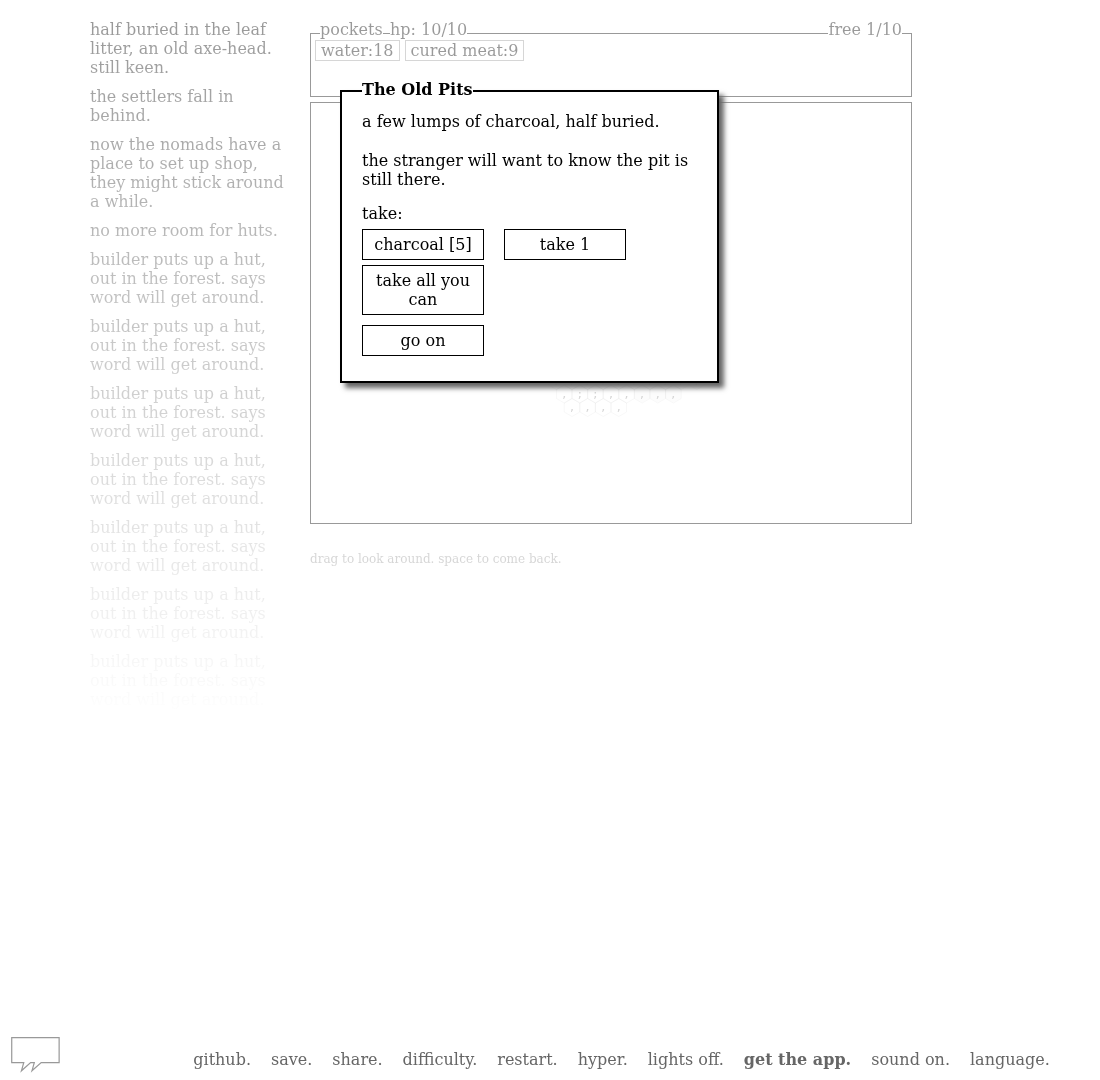 half buried in the leaf
litter, an old axe-head.
still keen.
the settlers fall in
behind.
now the nomads have a
place to set up shop,
they might stick around
a while.
no more room for huts.
builder puts up a hut,
out in the forest. says
word will get around.
builder puts up a hut,
out in the forest. says
word will get around.
builder puts up a hut,
out in the forest. says
word will get around.
builder puts up a hut,
out in the forest. says
word will get around.
builder puts up a hut,
out in the forest. says
word will get around.
builder puts up a hut,
out in the forest. says
word will get around.
builder puts up a hut,
out in the forest. says
word will get around.
pockets hp: 10/10 free 1/10
water:18 cured meat:9
The Old Pits
a few lumps of charcoal, half buried.
the stranger will want to know the pit is
still there.
take:
charcoal [5] take 1
take all you
can
go on
drag to look around. space to come back.
github. save. share. difficulty. restart. hyper. lights off. get the app. sound on. language.